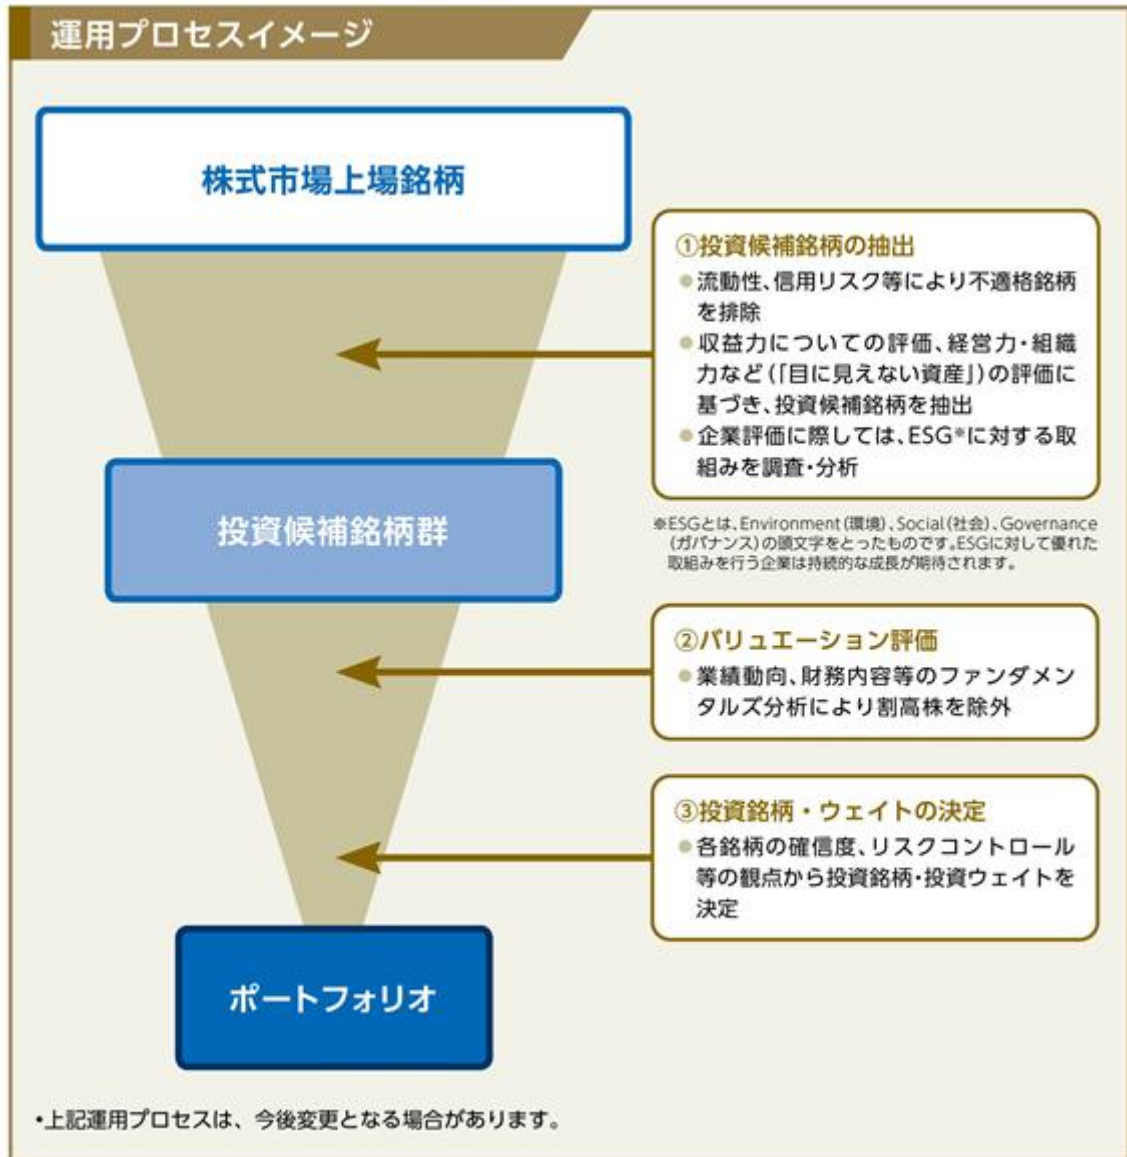 運用プロセスイメージ
株式市場上場銘柄
①投資候補銘柄の抽出
●流動性、信用リスク等により不適格銘柄
を排除
●収益力についての評価、経営力・組織
力など(「目に見えない資産」)の評価に
基づき、投資候補銘柄を抽出
●企業評価に際しては、ESG※に対する取
組みを調査・分析
投資候補銘柄群
※ESGとは、Environment(環境)、Social(社会)、Governance
(ガバナンス)の頭文字をとったものです。ESGに対して優れた
取組みを行う企業は持続的な成長が期待されます。
②バリュエーション評価
●業績動向、財務内容等のファンダメン
タルズ分析により割高株を除外
③投資銘柄・ウェイトの決定
●各銘柄の確信度、リスクコントロール
等の観点から投資銘柄・投資ウェイトを
決定
ポートフォリオ
•上記運用プロセスは、今後変更となる場合があります。